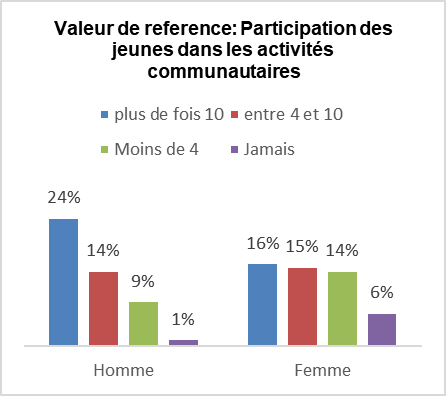 Valeur de reference: Participation des
jeunes dans les activités
communautaires
plus de fois 10 entre 4 et 10
Moins de 4 Jamais
24% 14% 9% 1% 16% 15% 14% 6%
Homme Femme